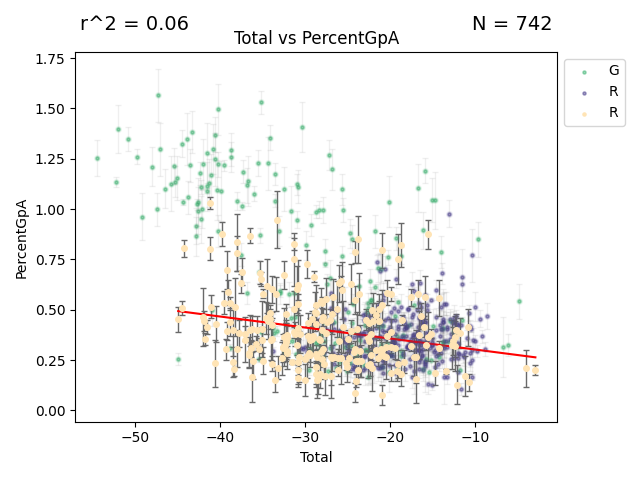 r^2 = 0.06
N = 742
Total vs PercentGpA
G
R
R
PercentGpA
1.75
1.50
1.25
1.00
0.75
0.50
0.25
0.00
−50
−40
−30
−20
−10
Total